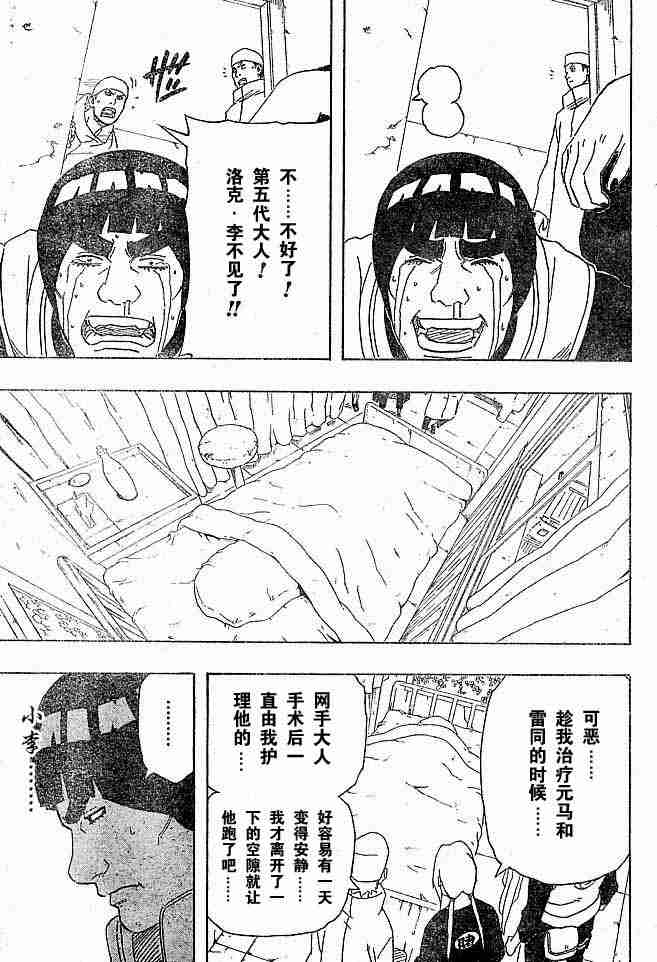 不……不好了！
第五代大人！
洛克·李不见了!!
可恶……
趁我治疗元马和
雷同的时候……
网手大人
手术后一
直由我护
理他的……
好容易有一天
变得安静……
我才离开了一
下的空隙就让
他跑了吧……
…………
小李…………